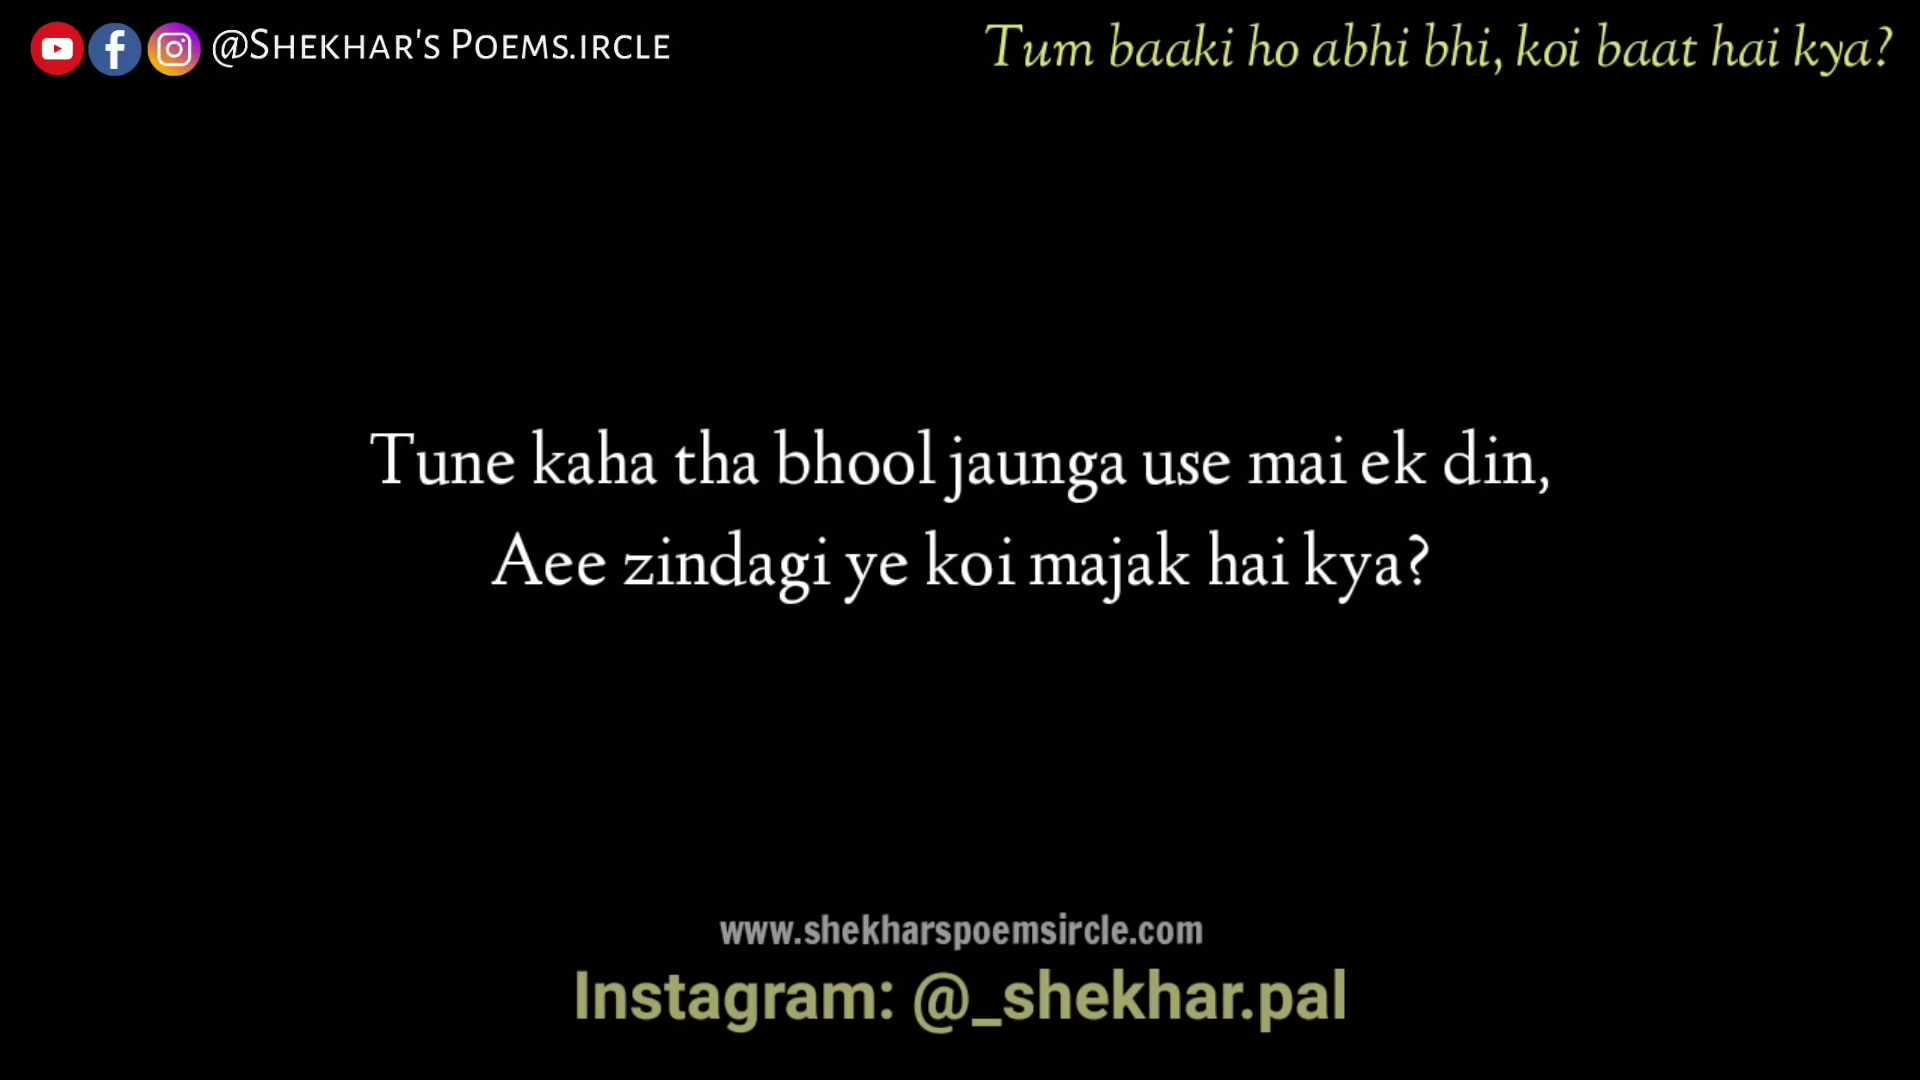 @Shekhar's Poems.ircle
Tum baaki ho abhi bhi, koi baat hai kya?
Tune kaha tha bhool jaunga use mai ek din,
Aee zindagi ye koi majak hai kya?
www.shekharspoemsircle.com
Instagram: @_shekhar.pal